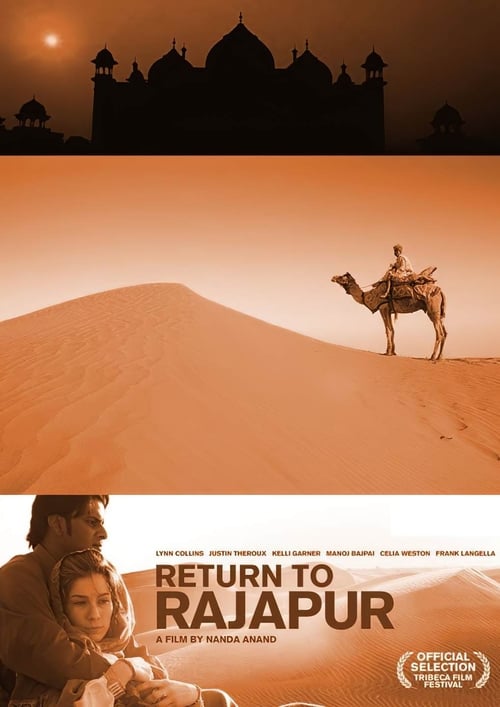 LYNN COLLINS JUSTIN THEROUX KELLI GARNER MANOJ BAJPAI CELIA WESTON FRANK LANGELLA
RETURN TO
RAJAPUR
A FILM BY NANDA ANAND
OFFICIAL
SELECTION
TRIBECA FILM
FESTIVAL